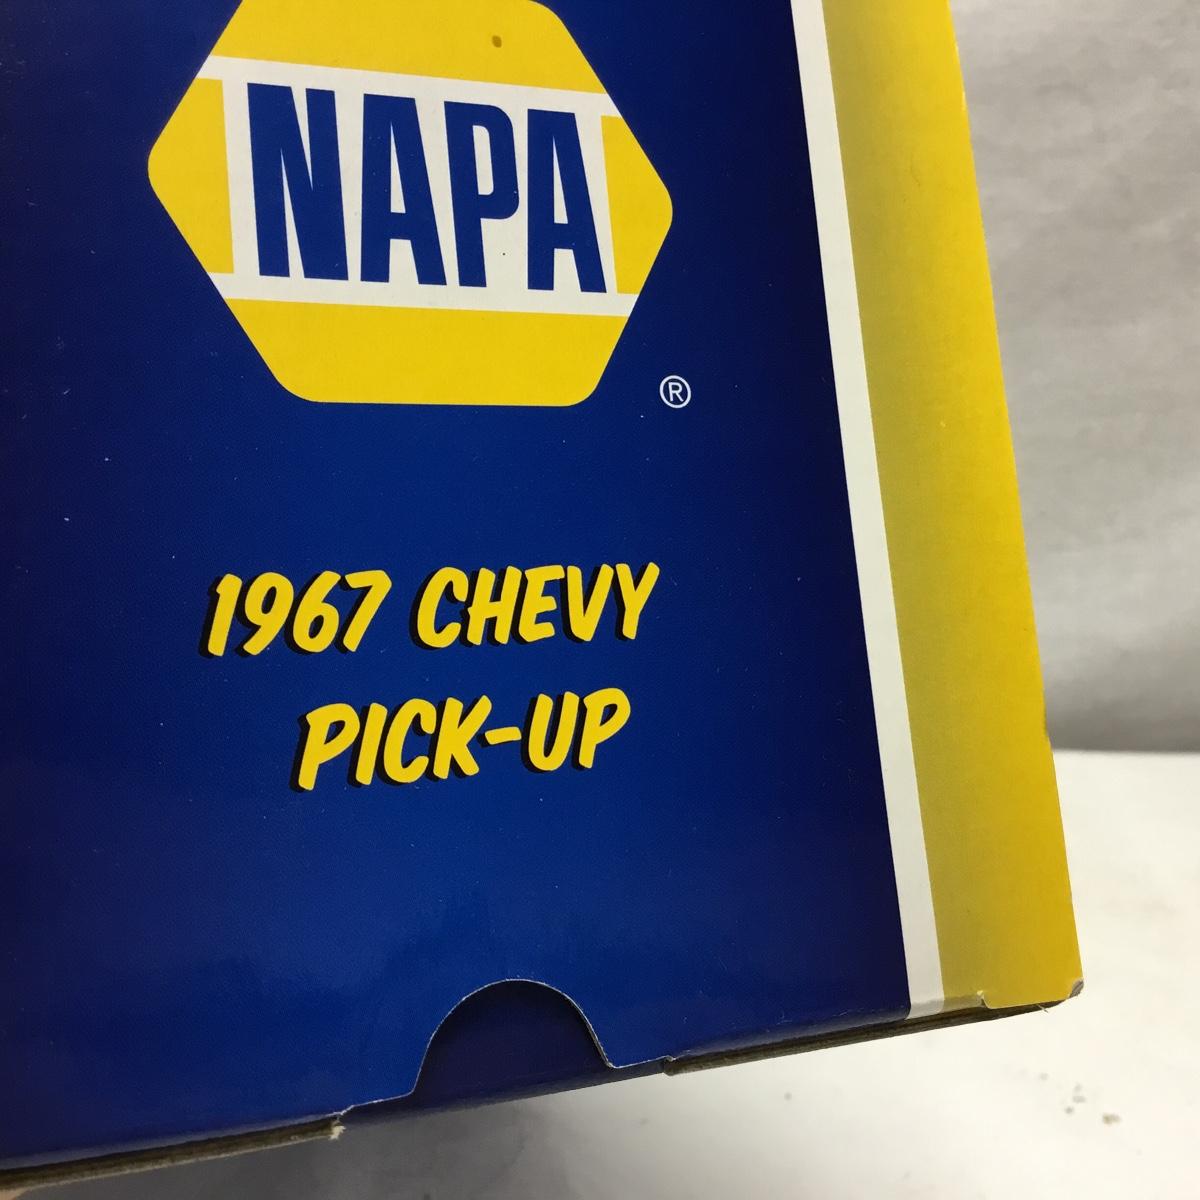 NAPA
®
1967 CHEVY
PICK-UP